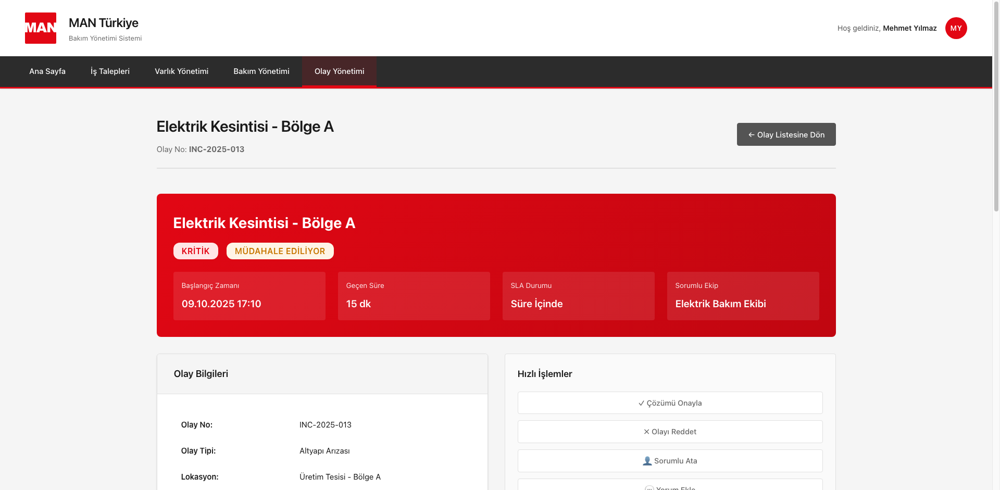 MAN
MAN Türkiye
Bakım Yönetimi Sistemi
Hoş geldiniz, Mehmet Yılmaz
MY
Ana Sayfa
İş Talepleri
Varlık Yönetimi
Bakım Yönetimi
Olay Yönetimi
Elektrik Kesintisi - Bölge A
Olay No: INC-2025-013
← Olay Listesine Dön
Elektrik Kesintisi - Bölge A
KRİTİK
MÜDAHALE EDİLİYOR
Başlangıç Zamanı
09.10.2025 17:10
Geçen Süre
15 dk
SLA Durumu
Süre İçinde
Sorumlu Ekip
Elektrik Bakım Ekibi
Olay Bilgileri
Olay No: INC-2025-013
Olay Tipi: Altyapı Arızası
Lokasyon: Üretim Tesisi - Bölge A
Hızlı İşlemler
✓ Çözümü Onayla
✕ Olayı Reddet
👤 Sorumlu Ata
💬 Yorum Ekle